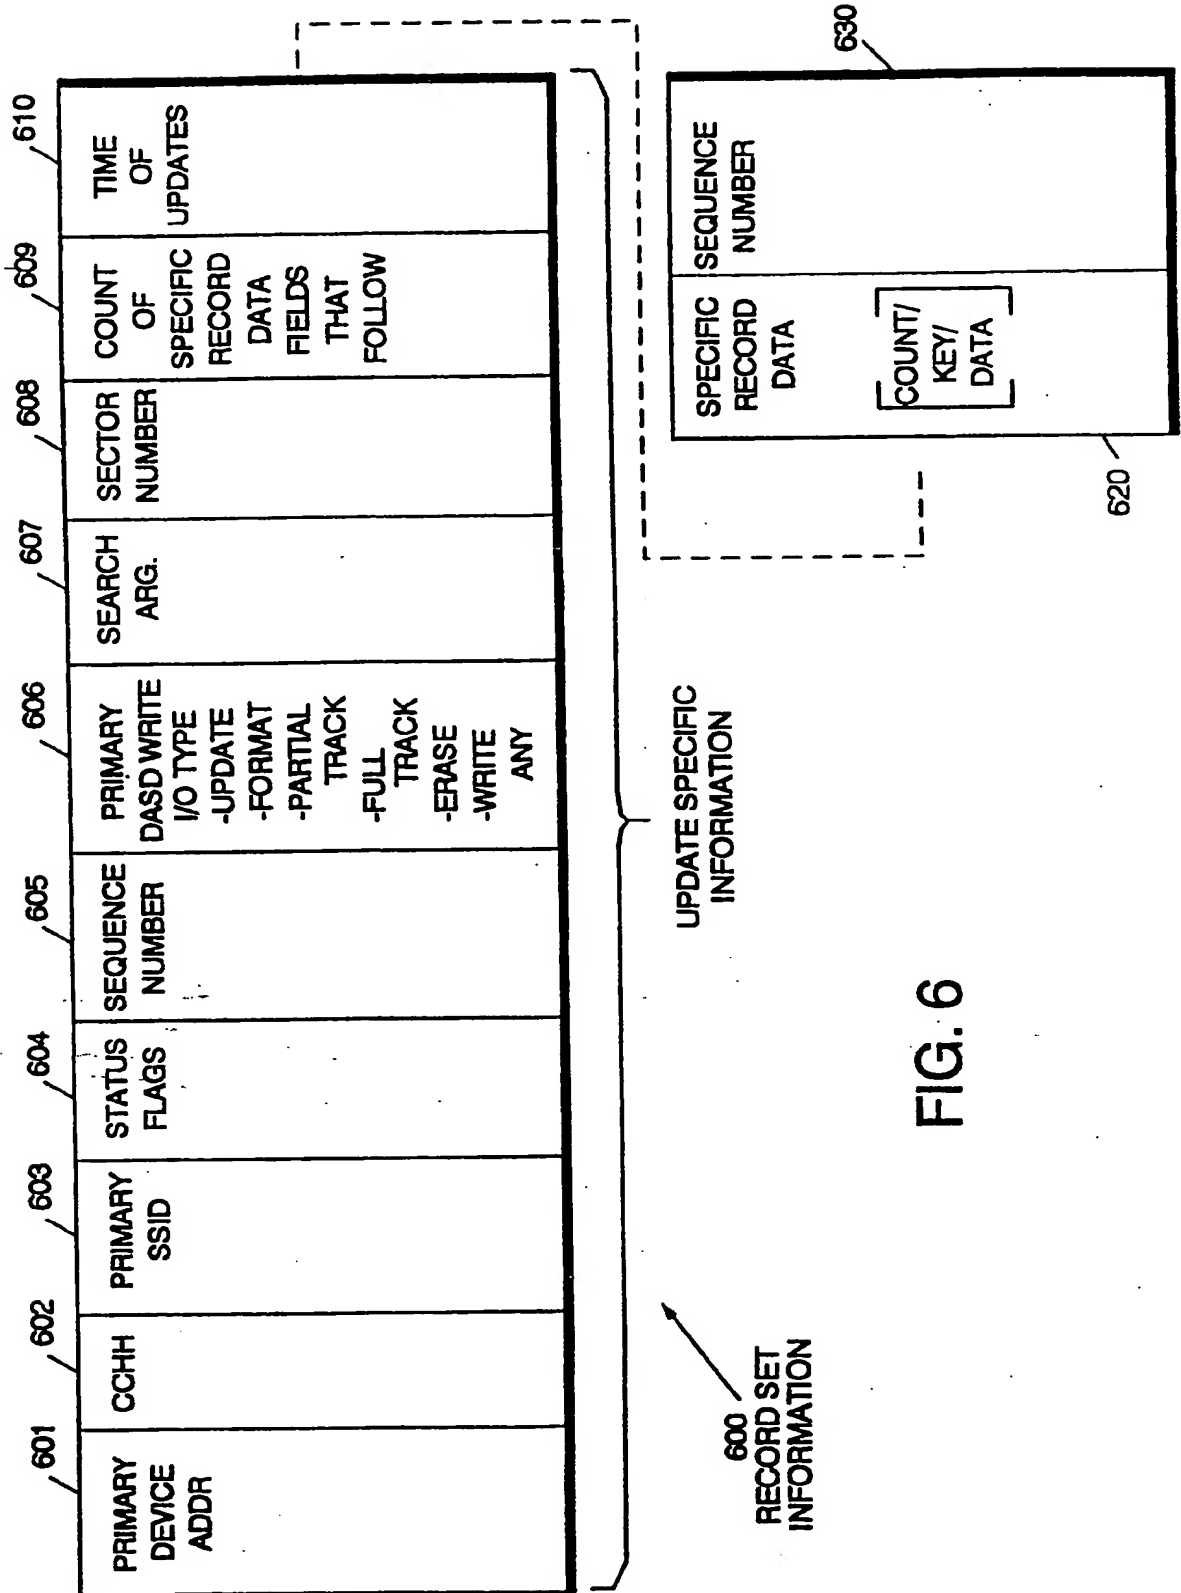 601
602
603
604
605
606
607
608
609
610
PRIMARY
DEVICE
ADDR
CCHH
PRIMARY
SSID
STATUS
FLAGS
SEQUENCE
NUMBER
PRIMARY
DASD WRITE
I/O TYPE
-UPDATE
-FORMAT
-PARTIAL
TRACK
-FULL
TRACK
-ERASE
-WRITE
ANY
SEARCH
ARG.
SECTOR
NUMBER
COUNT
OF
SPECIFIC
RECORD
DATA
FIELDS
THAT
FOLLOW
TIME
OF
UPDATES
UPDATE SPECIFIC
INFORMATION
600
RECORD SET
INFORMATION
620
SPECIFIC
RECORD
DATA
COUNT/
KEY/
DATA
SEQUENCE
NUMBER
630
FIG. 6